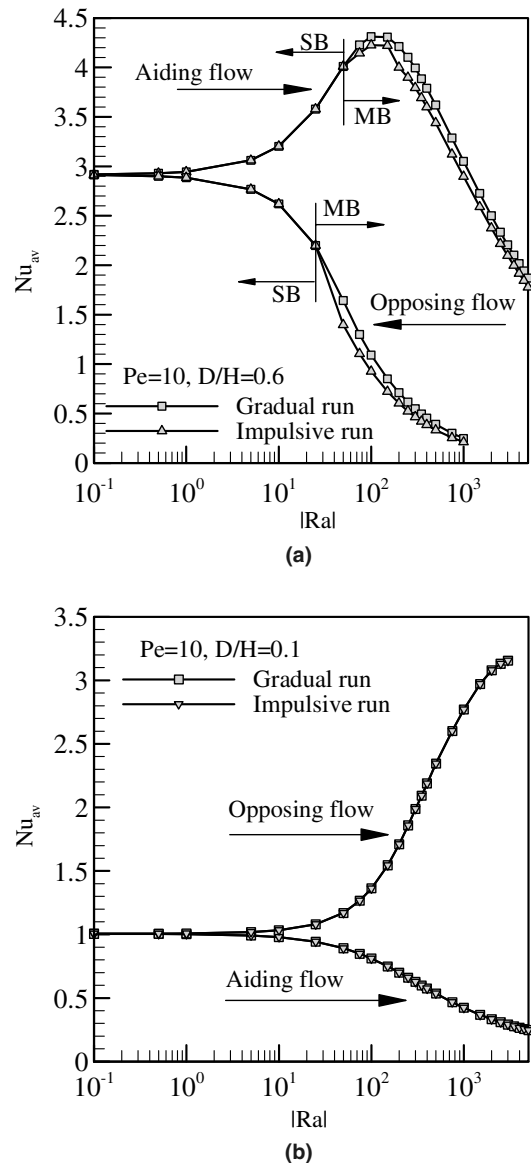 4.5
4
3.5
3
2.5
2
1.5
1
0.5
0
Nu_av
SB
Aiding flow
MB
MB
SB
Opposing flow
Pe=10, D/H=0.6
Gradual run
Impulsive run
10^-1 10^0 10^1 10^2 10^3
|Ra|
(a)
3.5
3
2.5
2
1.5
1
0.5
0
Nu_av
Pe=10, D/H=0.1
Gradual run
Impulsive run
Opposing flow
Aiding flow
10^-1 10^0 10^1 10^2 10^3
|Ra|
(b)